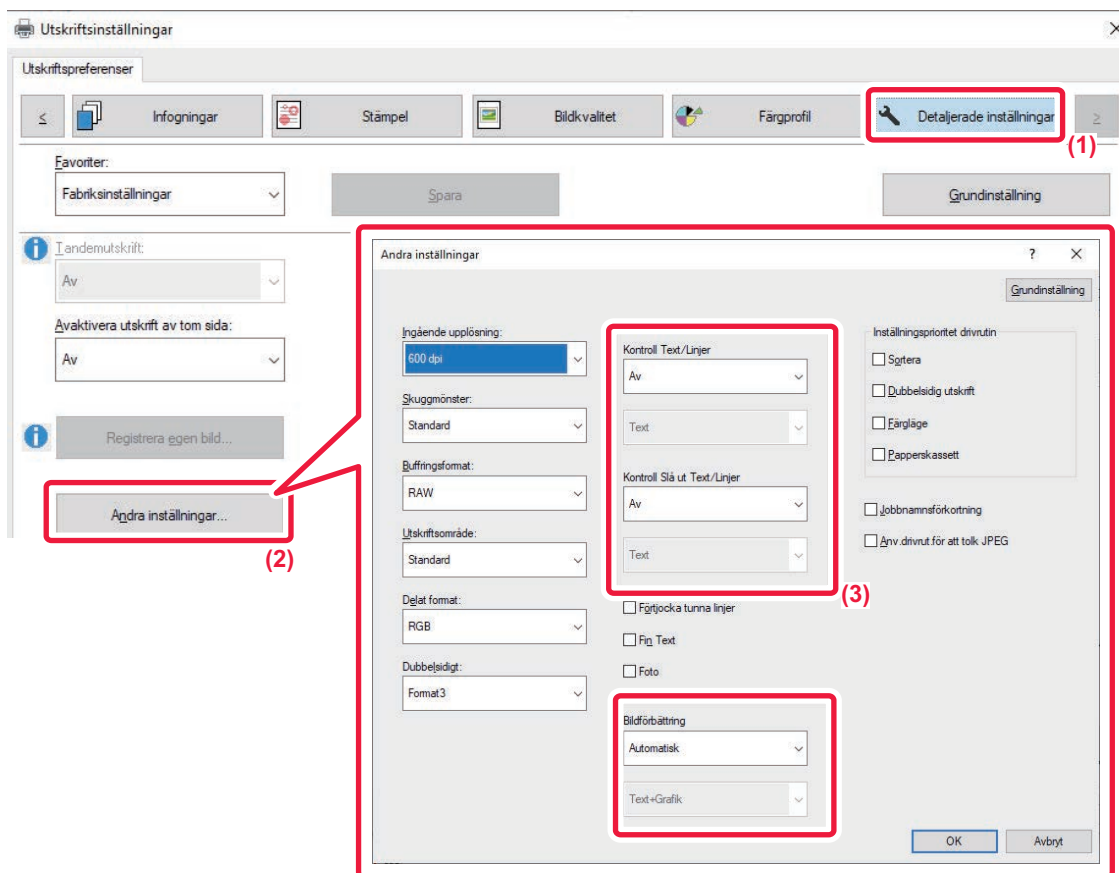 Utskriftsinställningar
Utskriftspreferenser
<
Infogningar
Stämpel
Bildkvalitet
Färgprofil
Detaljerade inställningar
>
(1)
Favoriter:
Fabriksinställningar
Spara
Grundinställning
Tandemutskrift:
Av
Avaktivera utskrift av tom sida:
Av
Registrera egen bild...
Andra inställningar...
(2)
Andra inställningar
?
Grundinställning
Ingående upplösning:
600 dpi
Skuggmönster:
Standard
Buffringsformat:
RAW
Utskriftsområde:
Standard
Delat format:
RGB
Dubbelsidigt:
Format3
Kontroll Text/Linjer
Av
Text
Kontroll Slå ut Text/Linjer
Av
Text
(3)
Förtjocka tunna linjer
Fin Text
Foto
Bildförbättring
Automatisk
Text+Grafik
Inställningsprioritet drivrutin
Sortera
Dubbelsidig utskrift
Färgläge
Papperskassett
Jobbnamnsförkortning
Anv.drivrut.för att tolk JPEG
OK
Avbryt